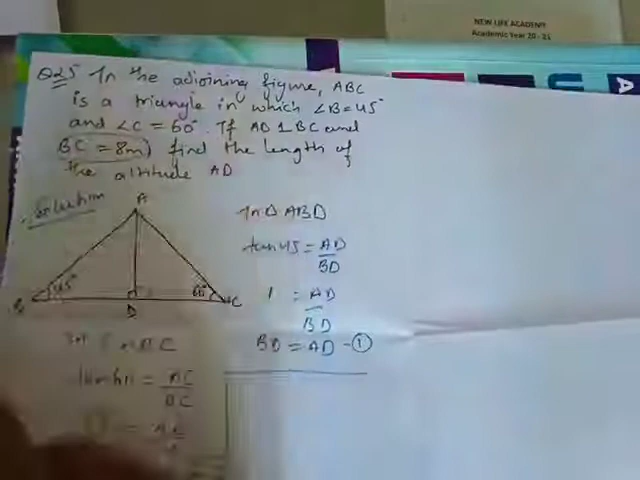 NEW LIFE ACADEMY
Academic Year 20 - 21
A
Q25 In the adjoining figure, ABC
is a triangle in which ∠B = 45°
and ∠C = 60°. If AD ⊥ BC and
BC = 8m) find the length of
the altitude AD
Solution
A
45°
60°
B
D
C
In Δ ABD
tan 45 = AD
BD
1 = AD
BD
BD = AD - ①
= AC
BC
=